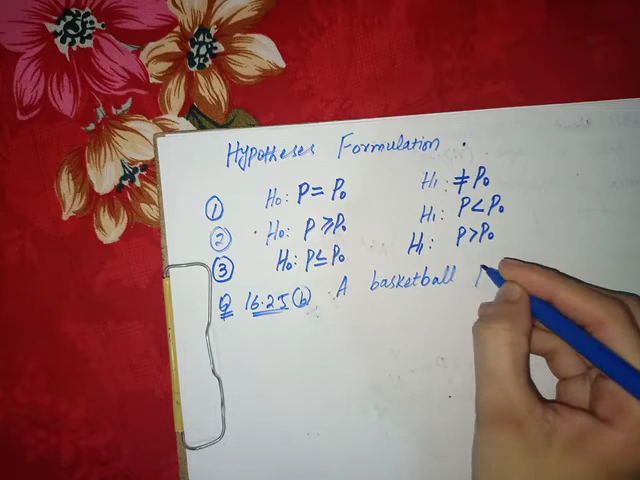 Hypotheses Formulation.
① H₀: P = P₀ H₁: ≠ P₀
② H₀: P ≥ P₀ H₁: P < P₀
③ H₀: P ≤ P₀ H₁: P > P₀
Q 16.25 (b) A basketball